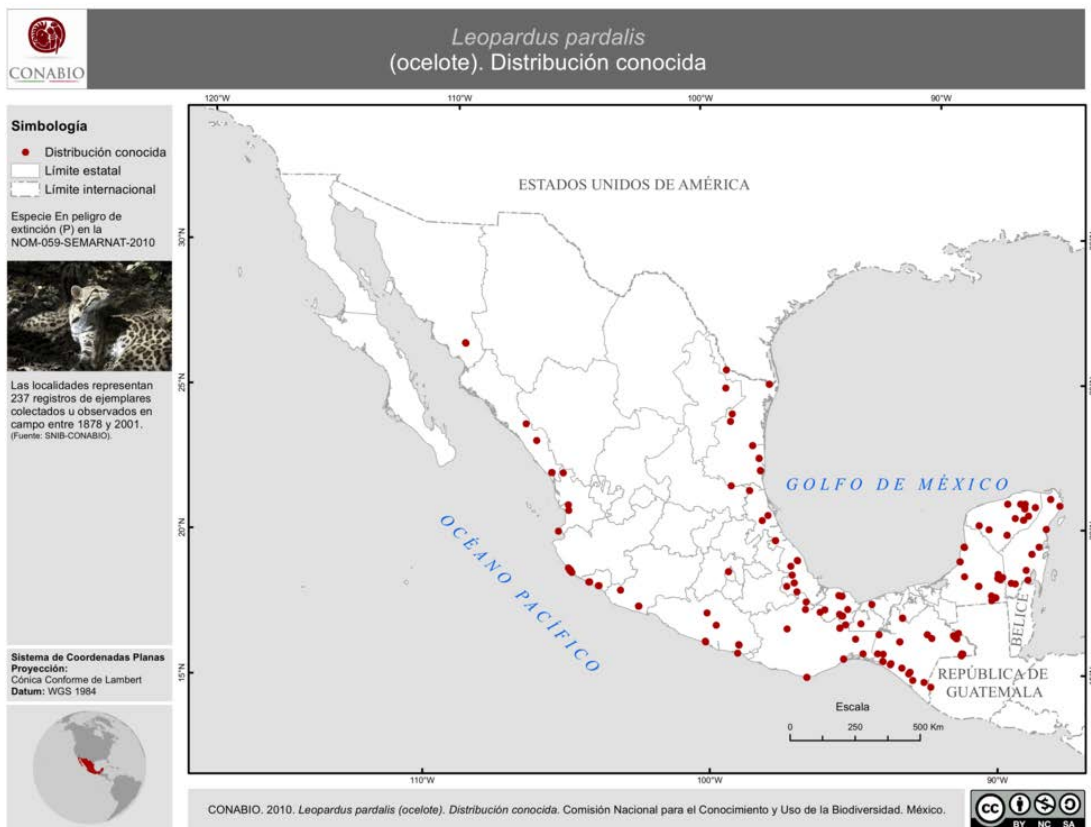 CONABIO
Leopardus pardalis
(ocelote). Distribución conocida
120°W
110°W
100°W
90°W
Simbología
Distribución conocida
Límite estatal
Límite internacional
Especie En peligro de
extinción (P) en la
NOM-059-SEMARNAT-2010
Las localidades representan
237 registros de ejemplares
colectados u observados en
campo entre 1878 y 2001.
(Fuente: SNIB-CONABIO).
Sistema de Coordenadas Planas
Proyección:
Cónica Conforme de Lambert
Datum: WGS 1984
30°N
25°N
20°N
15°N
ESTADOS UNIDOS DE AMÉRICA
GOLFO DE MÉXICO
OCÉANO PACÍFICO
BELICE
REPÚBLICA DE
GUATEMALA
Escala
0 250 500 Km
110°W
100°W
90°W
CONABIO. 2010. Leopardus pardalis (ocelote). Distribución conocida. Comisión Nacional para el Conocimiento y Uso de la Biodiversidad. México.
CC
BY NC SA